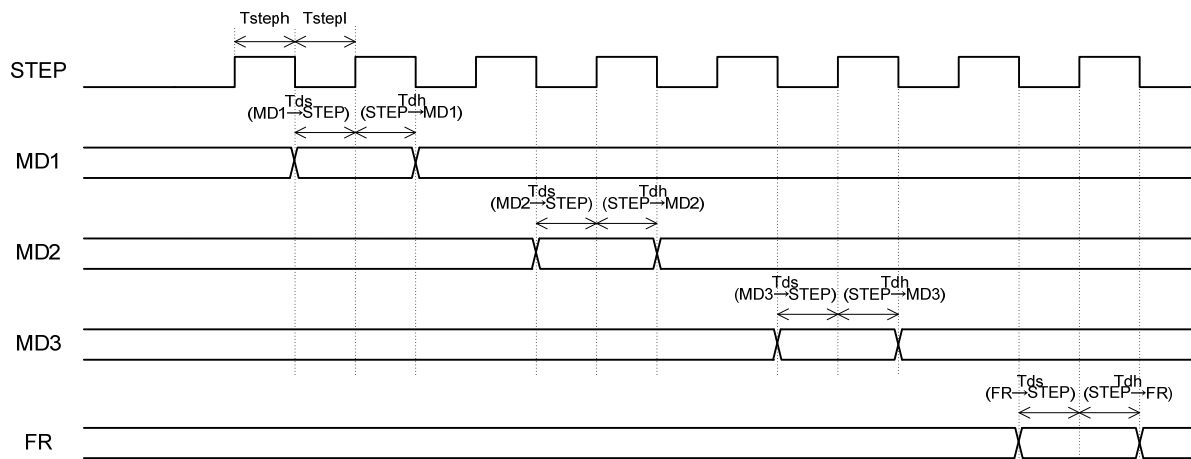 Tsteph Tstepl
STEP
Tds Tdh
(MD1→STEP) (STEP→MD1)
MD1
Tds Tdh
(MD2→STEP) (STEP→MD2)
MD2
Tds Tdh
(MD3→STEP) (STEP→MD3)
MD3
Tds Tdh
(FR→STEP) (STEP→FR)
FR